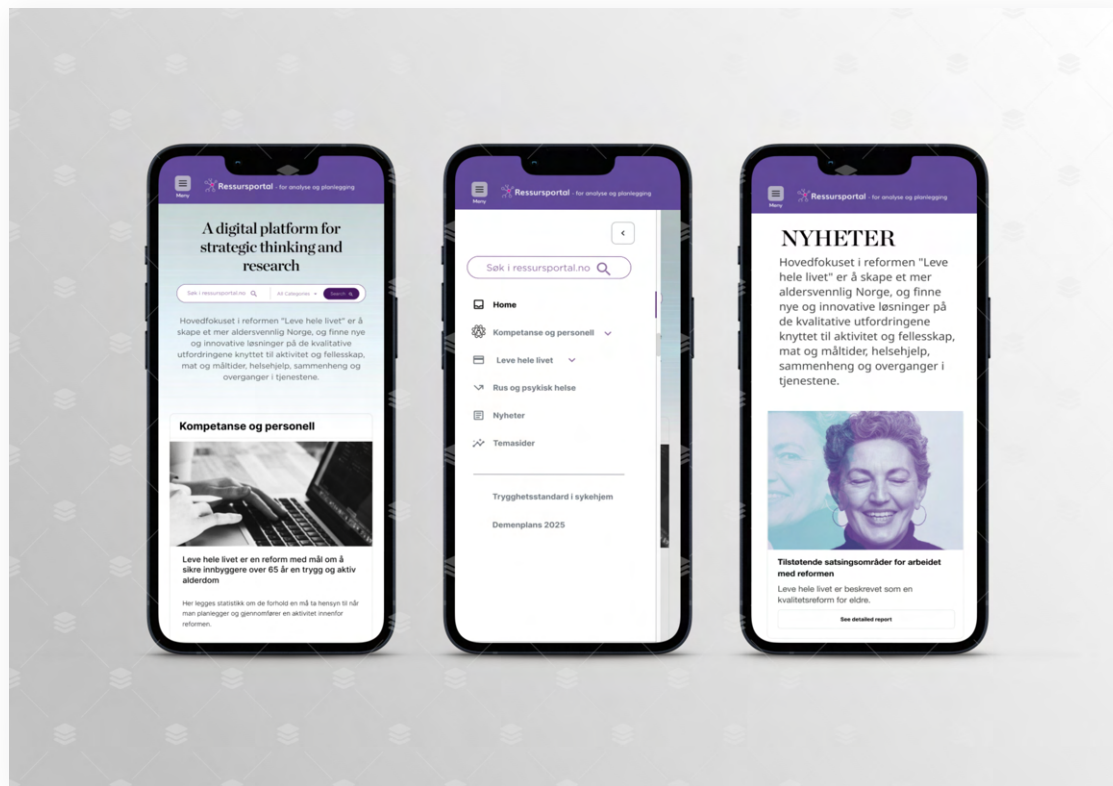 Meny
Ressursportal - for analyse og planlegging
A digital platform for
strategic thinking and
research
Søk i ressursportal.no
All Categories
Search
Hovedfokuset i reformen "Leve hele livet" er å
skape et mer aldersvennlig Norge, og finne nye
og innovative løsninger på de kvalitative
utfordringene knyttet til aktivitet og fellesskap,
mat og måltider, helsehjelp, sammenheng og
overganger i tjenestene.
Kompetanse og personell
Leve hele livet er en reform med mål om å
sikre innbyggere over 65 år en trygg og aktiv
alderdom
Her legges statistikk om de forhold en må ta hensyn til når
man planlegger og gjennomfører en aktivitet innenfor
reformen.
Meny
Ressursportal - for analyse og planlegging
Søk i ressursportal.no
Home
Kompetanse og personell
Leve hele livet
Rus og psykisk helse
Nyheter
Temasider
Trygghetsstandard i sykehjem
Demenplans 2025
Meny
Ressursportal - for analyse og planlegging
NYHETER
Hovedfokuset i reformen "Leve
hele livet" er å skape et mer
aldersvennlig Norge, og finne
nye og innovative løsninger på
de kvalitative utfordringene
knyttet til aktivitet og fellesskap,
mat og måltider, helsehjelp,
sammenheng og overganger i
tjenestene.
Tilstøtende satsingsområder for arbeidet
med reformen
Leve hele livet er beskrevet som en
kvalitetsreform for eldre.
See detailed report